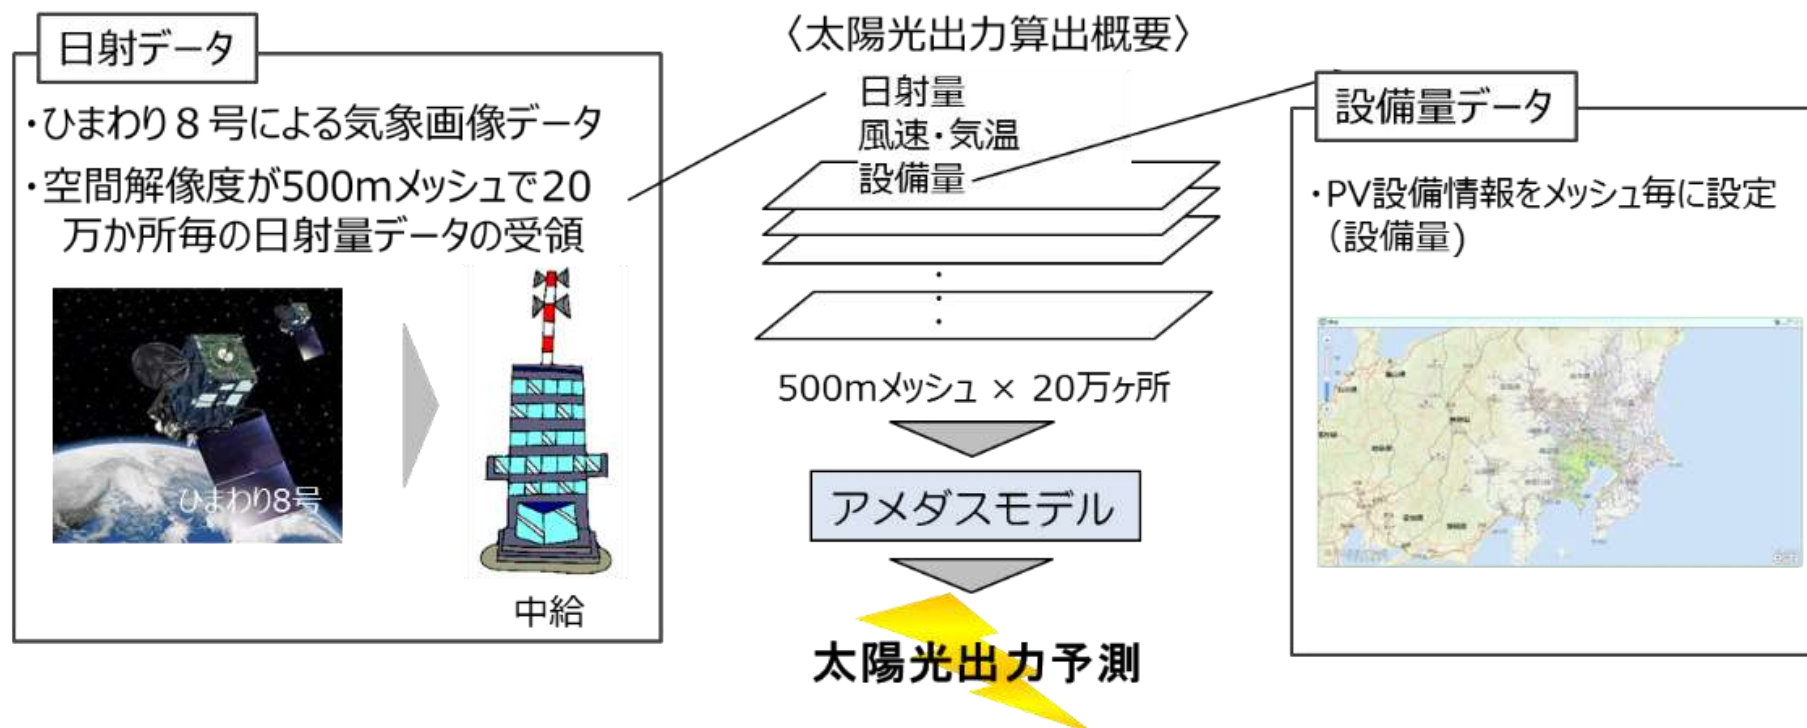 〈太陽光出力算出概要〉
日射データ
・ひまわり８号による気象画像データ
・空間解像度が500mメッシュで20
万か所毎の日射量データの受領
ひまわり8号
中給
日射量
風速・気温
設備量
500mメッシュ × 20万ヶ所
アメダスモデル
太陽光出力予測
設備量データ
・PV設備情報をメッシュ毎に設定
（設備量)